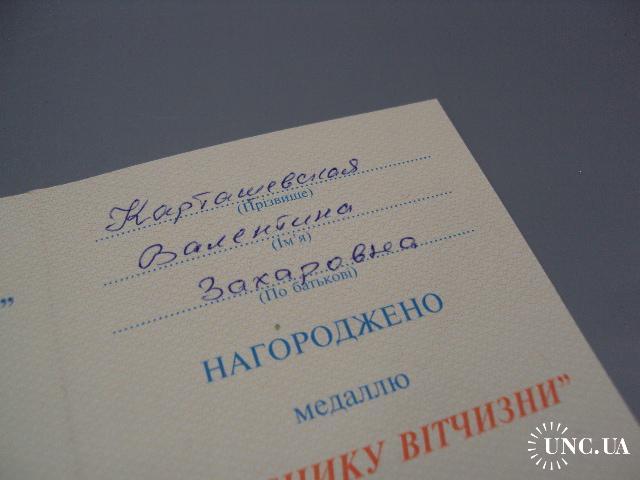 Карташевская
(Прізвище)
Валентина
(Ім'я)
Захаровна
(По батькові)
”
НАГОРОДЖЕНО
медаллю
ВІТЧИЗНИ”
UNC.UA